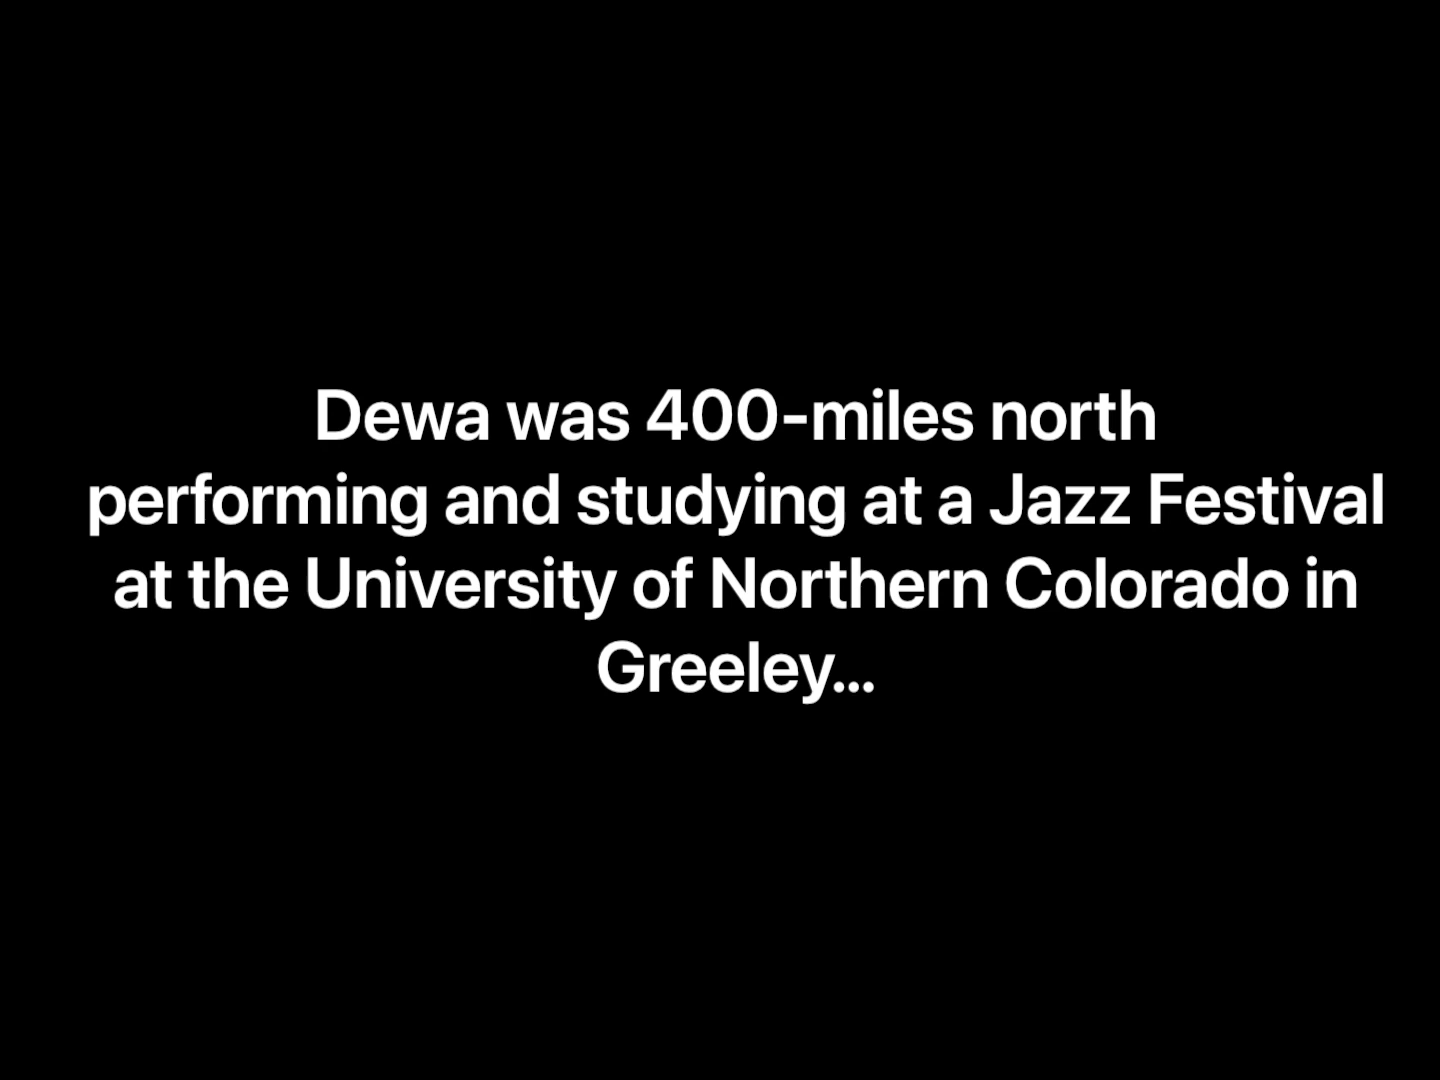 Dewa was 400-miles north
performing and studying at a Jazz Festival
at the University of Northern Colorado in
Greeley...